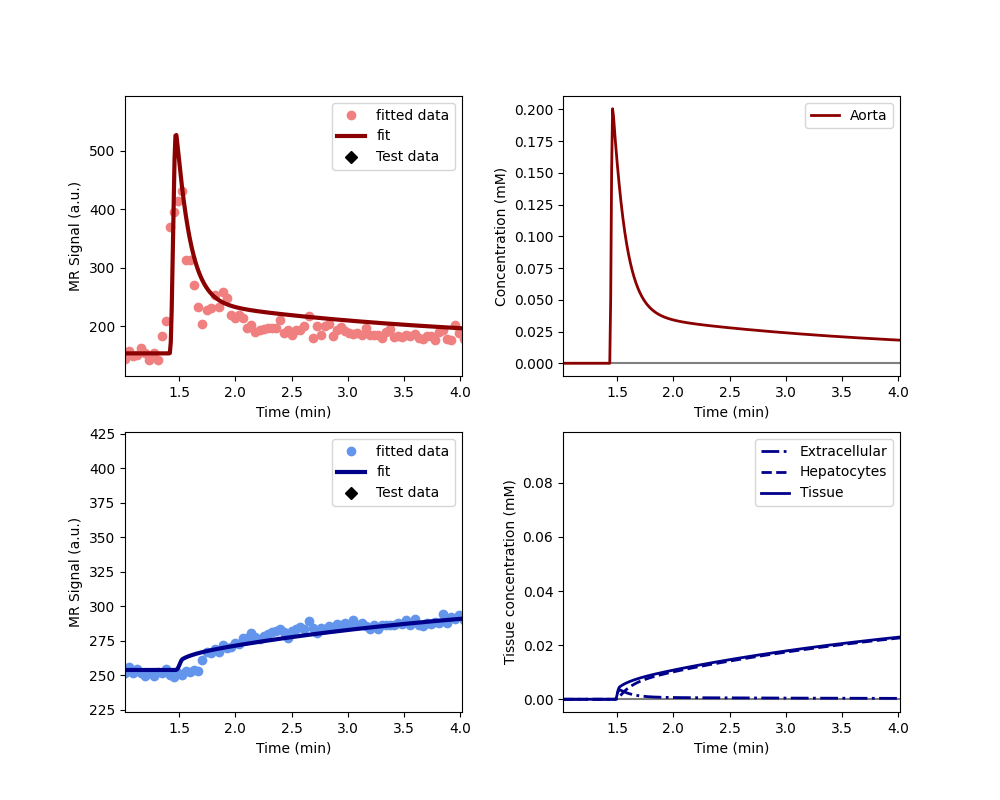 MR Signal (a.u.)
500
400
300
200
1.5 2.0 2.5 3.0 3.5 4.0
Time (min)
fitted data
fit
Test data
Concentration (mM)
0.200
0.175
0.150
0.125
0.100
0.075
0.050
0.025
0.000
1.5 2.0 2.5 3.0 3.5 4.0
Time (min)
Aorta
MR Signal (a.u.)
425
400
375
350
325
300
275
250
225
1.5 2.0 2.5 3.0 3.5 4.0
Time (min)
fitted data
fit
Test data
Tissue concentration (mM)
0.08
0.06
0.04
0.02
0.00
1.5 2.0 2.5 3.0 3.5 4.0
Time (min)
Extracellular
Hepatocytes
Tissue